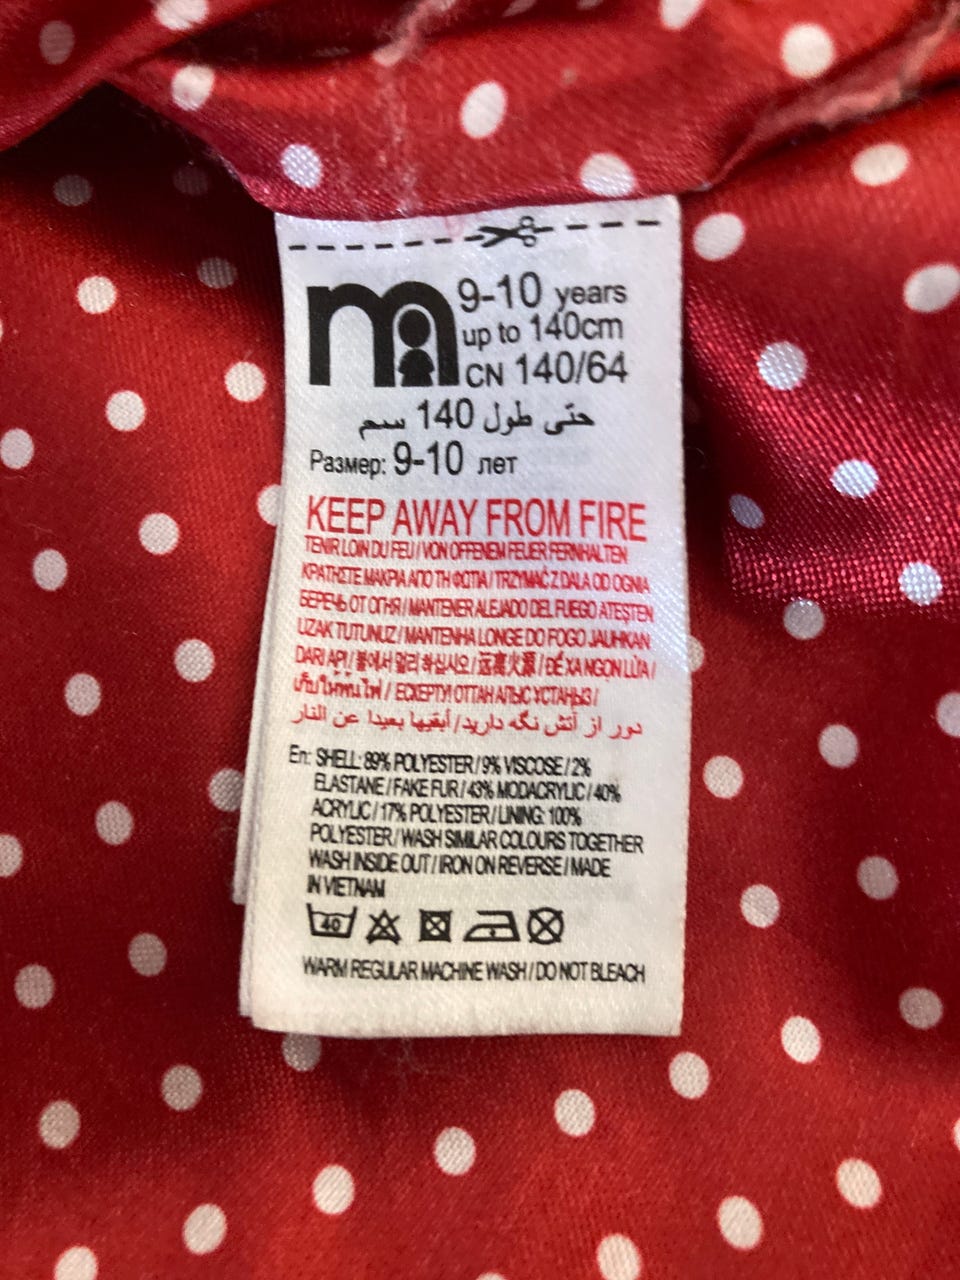 9-10 years
up to 140cm
CN 140/64
حتى طول 140 سم
Размер: 9-10 лет
KEEP AWAY FROM FIRE
TENIR LOIN DU FEU / VON OFFENEM FEUER FERNHALTEN
ΚΡΑΤΗΣΤΕ ΜΑΚΡΙΑ ΑΠΟ ΤΗ ΦΩΤΙΑ / TRZYMAĆ Z DALA OD OGNIA
БЕРЕЧЬ ОТ ОГНЯ / MANTENER ALEJADO DEL FUEGO ATEŞTEN
UZAK TUTUNUZ / MANTENHA LONGE DO FOGO JAUHKAN
DARI API / 불에서 멀리 하십시오 / 远离火源 / ĐỂ XA NGỌN LỬA /
เก็บให้พ้นไฟ / ЕСКЕРТУ ОТТАН АЛЫС ҰСТАҢЫЗ /
دور از آتش نگه دارید / أبقيها بعيدا عن النار
En: SHELL: 89% POLYESTER / 9% VISCOSE / 2%
ELASTANE / FAKE FUR / 43% MODACRYLIC / 40%
ACRYLIC / 17% POLYESTER / LINING: 100%
POLYESTER / WASH SIMILAR COLOURS TOGETHER
WASH INSIDE OUT / IRON ON REVERSE / MADE
IN VIETNAM
40
WARM REGULAR MACHINE WASH / DO NOT BLEACH